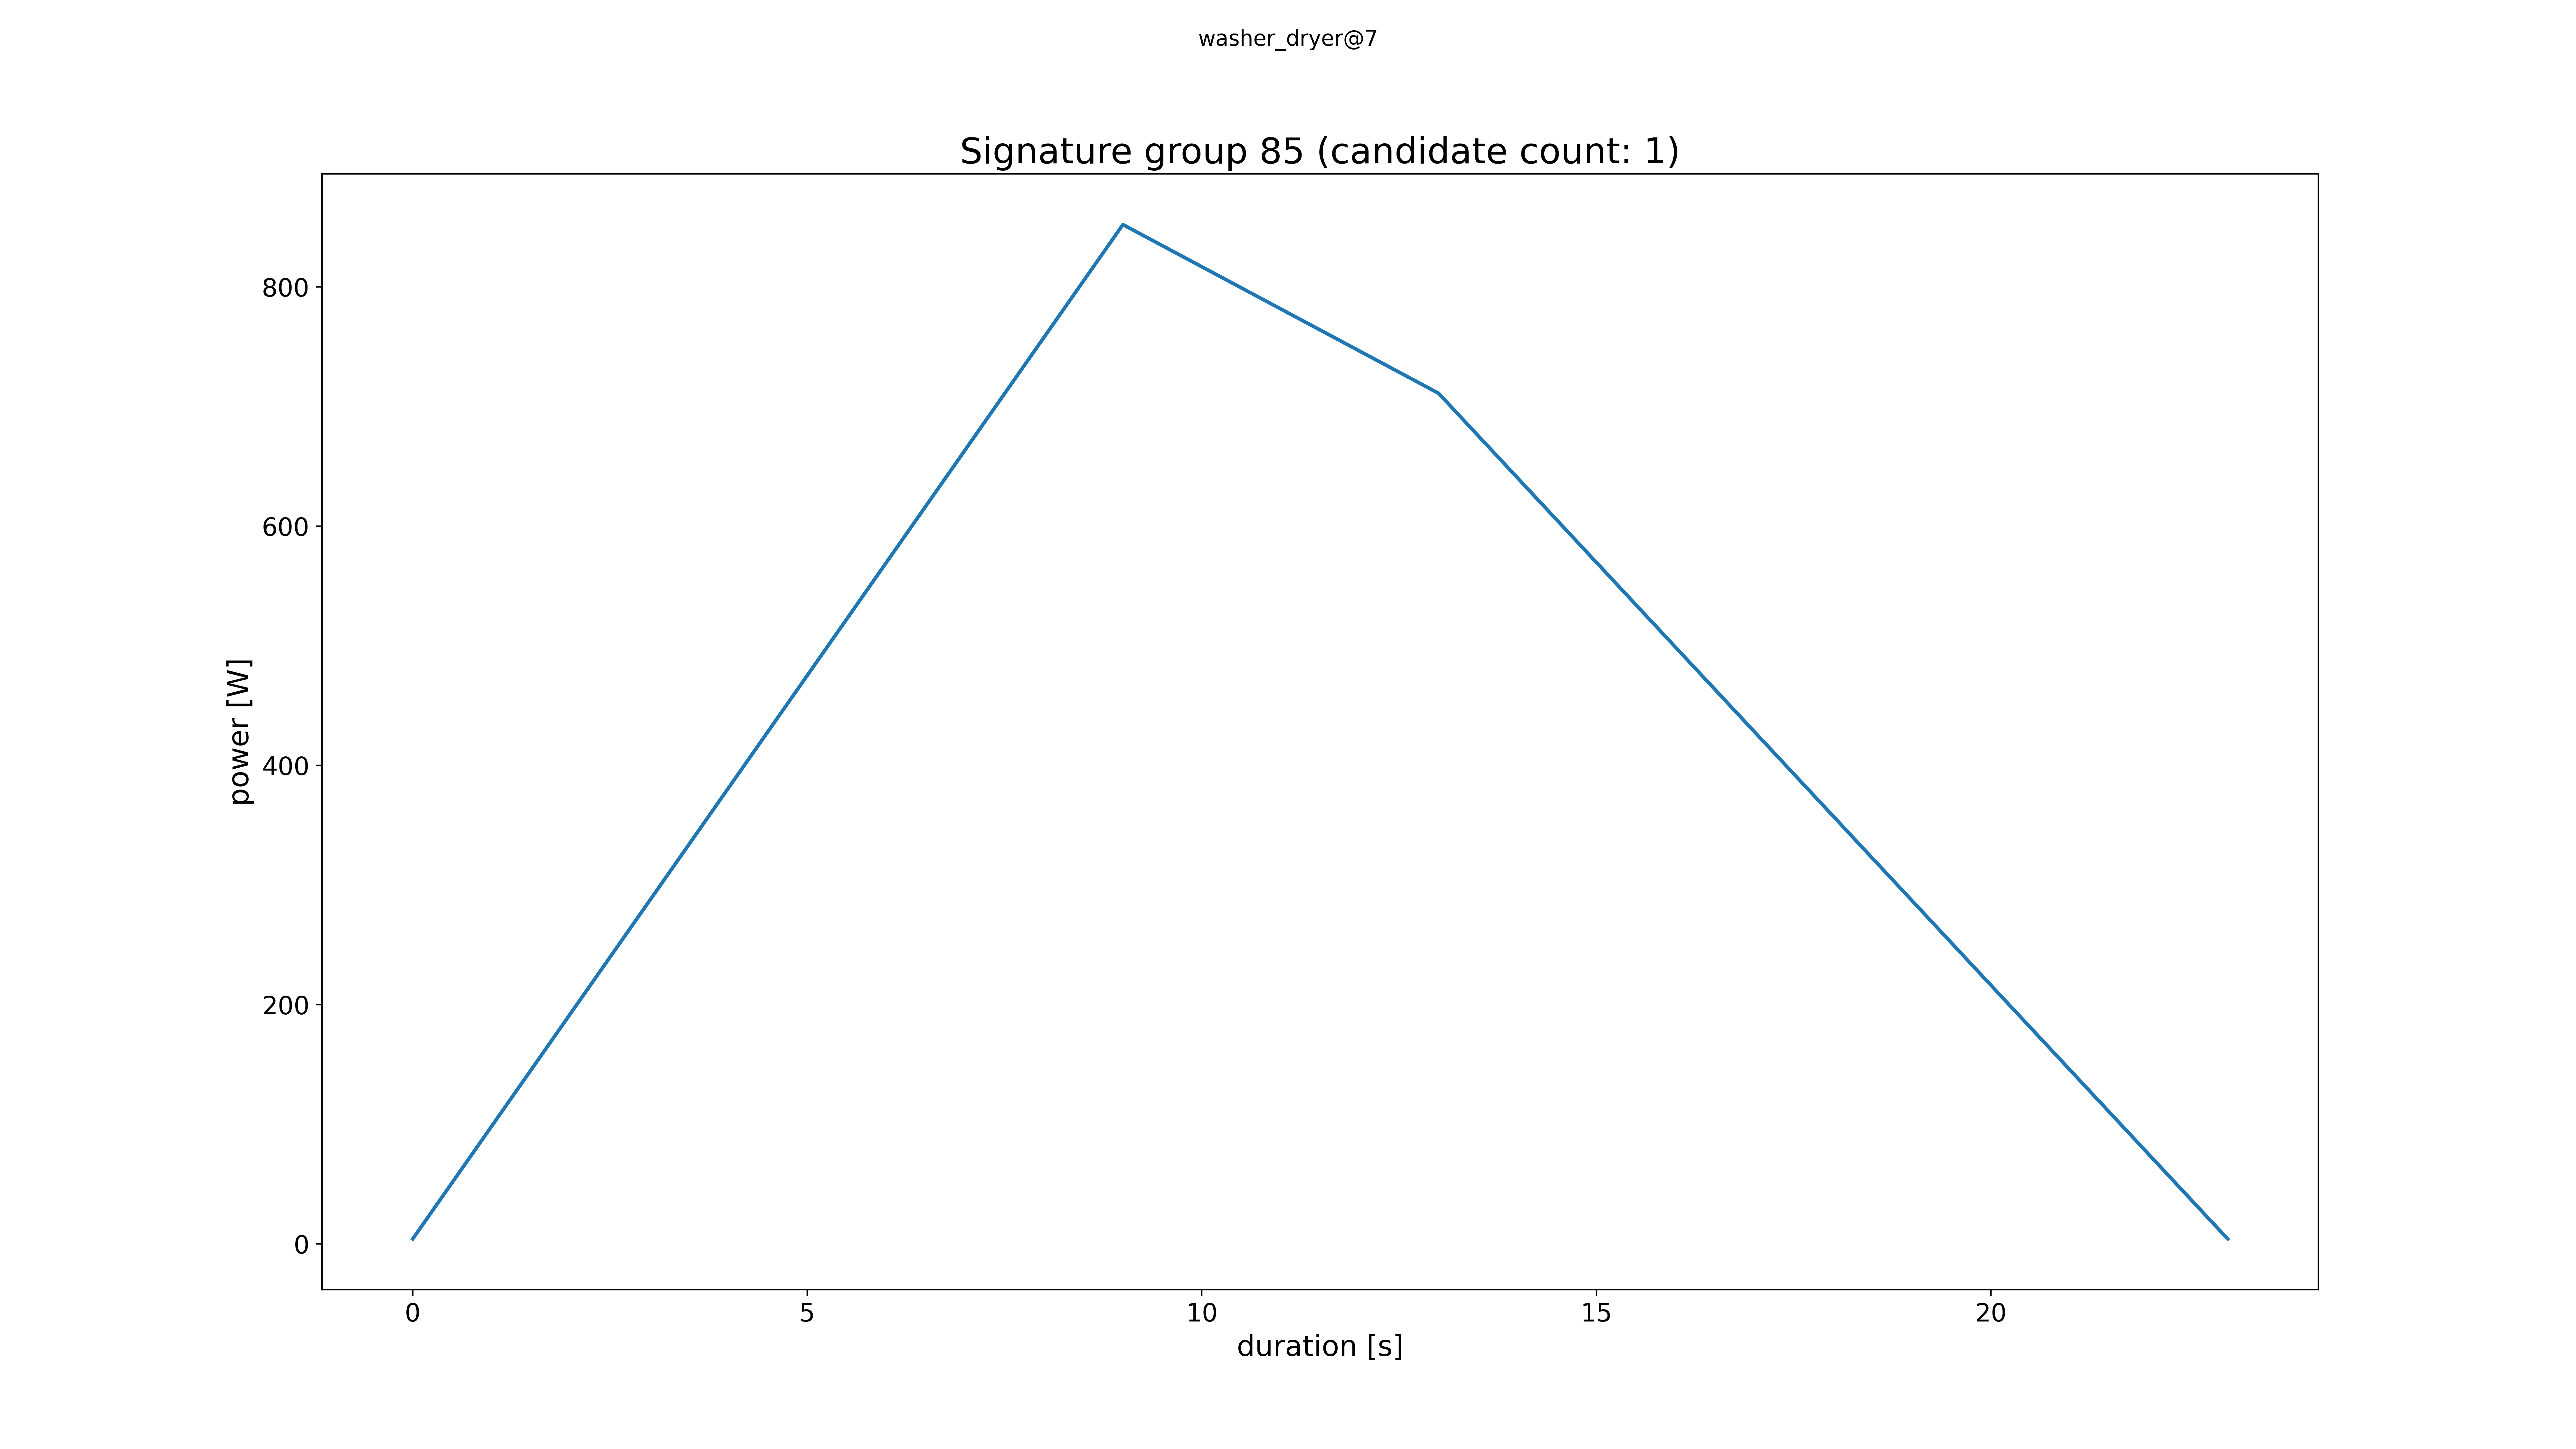 washer_dryer@7
Signature group 85 (candidate count: 1)
800
600
400
200
0
power [W]
0 5 10 15 20
duration [s]